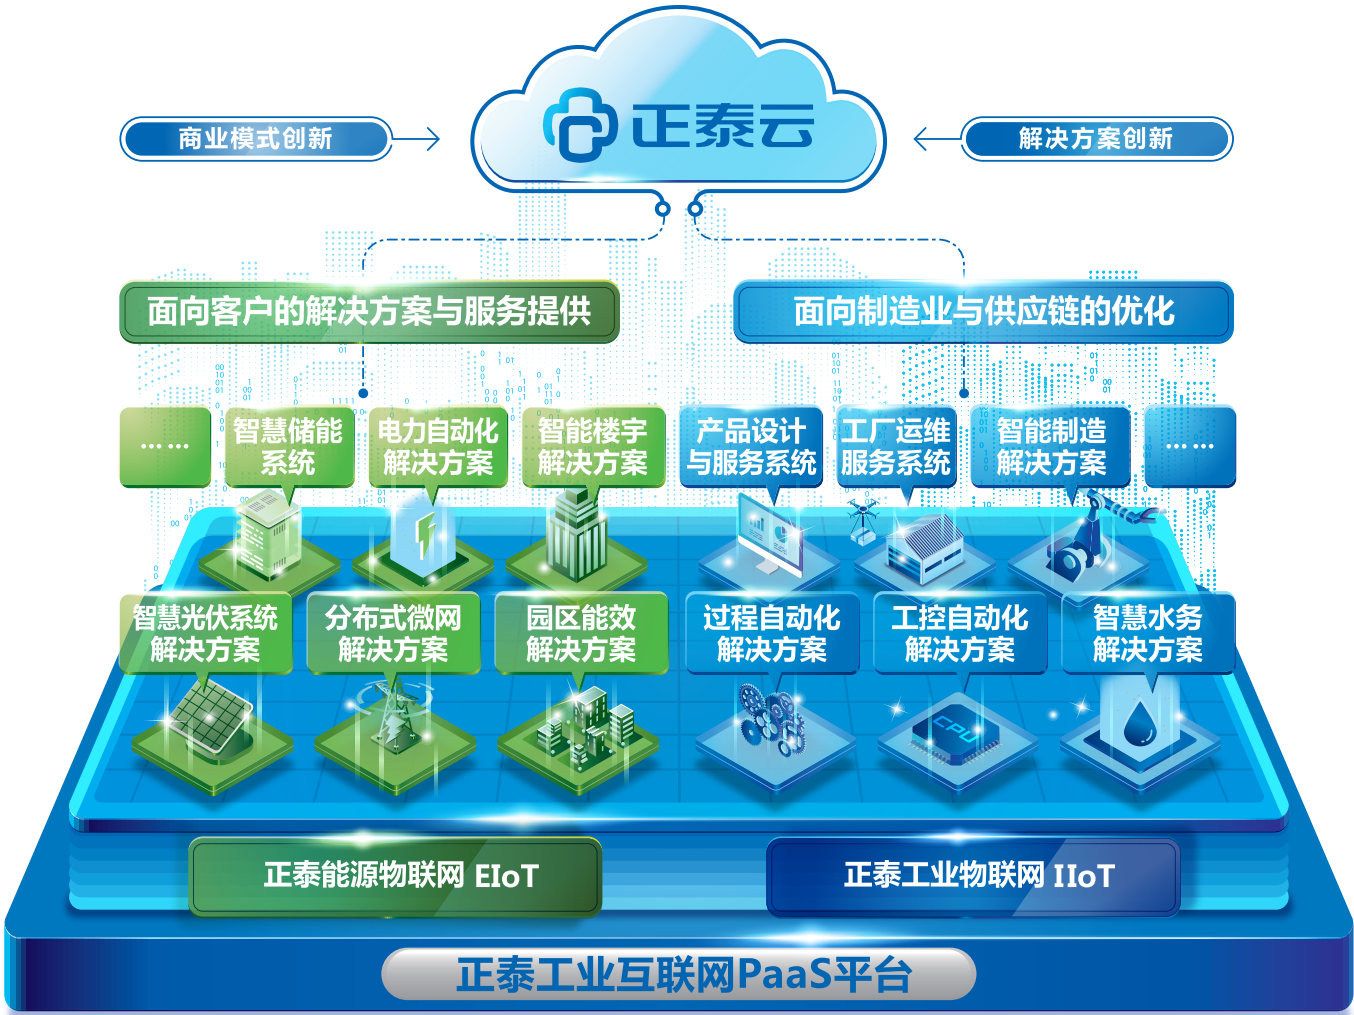 正泰云
商业模式创新
解决方案创新
面向客户的解决方案与服务提供
面向制造业与供应链的优化
... ...
智慧储能
系统
电力自动化
解决方案
智能楼宇
解决方案
产品设计
与服务系统
工厂运维
服务系统
智能制造
解决方案
... ...
智慧光伏系统
解决方案
分布式微网
解决方案
园区能效
解决方案
过程自动化
解决方案
工控自动化
解决方案
智慧水务
解决方案
CPU
正泰能源物联网 EIoT
正泰工业物联网 IIoT
正泰工业互联网PaaS平台